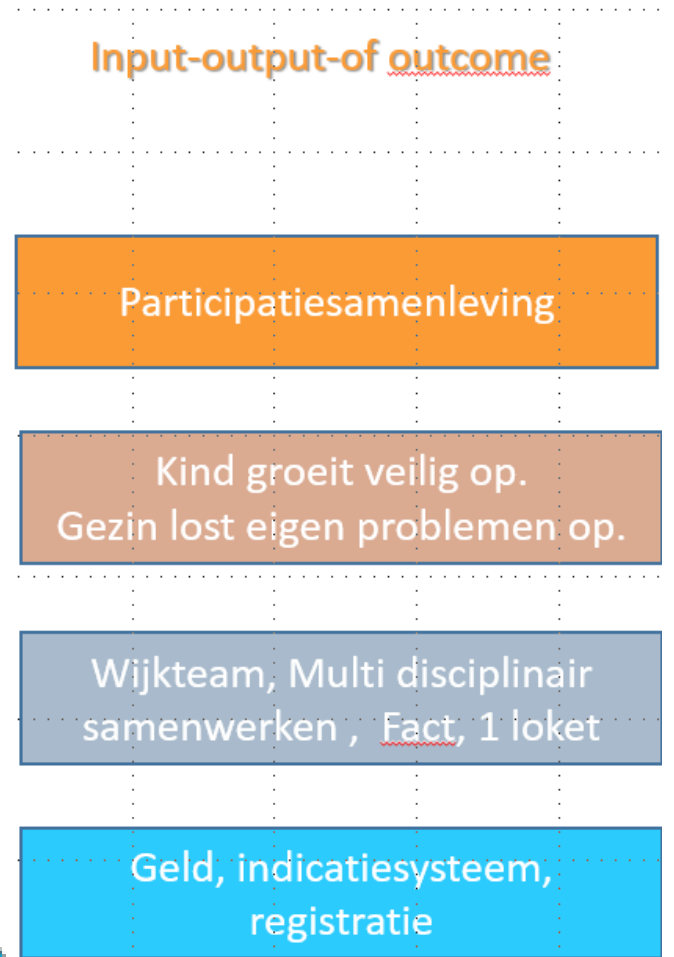 Input-output-of outcome
Participatiesamenleving
Kind groeit veilig op.
Gezin lost eigen problemen op.
Wijkteam, Multi disciplinair
samenwerken ,  Fact, 1 loket
Geld, indicatiesysteem,
registratie